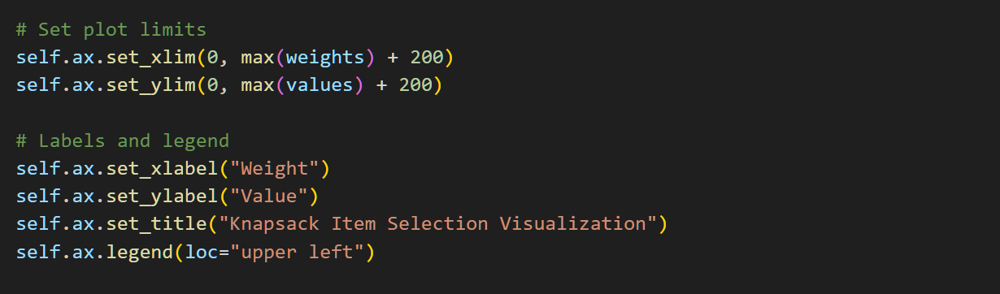 # Set plot limits
self.ax.set_xlim(0, max(weights) + 200)
self.ax.set_ylim(0, max(values) + 200)
# Labels and legend
self.ax.set_xlabel("Weight")
self.ax.set_ylabel("Value")
self.ax.set_title("Knapsack Item Selection Visualization")
self.ax.legend(loc="upper left")